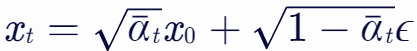 $x_t = \sqrt{\bar{\alpha}_t} x_0 + \sqrt{1 - \bar{\alpha}_t} \epsilon$